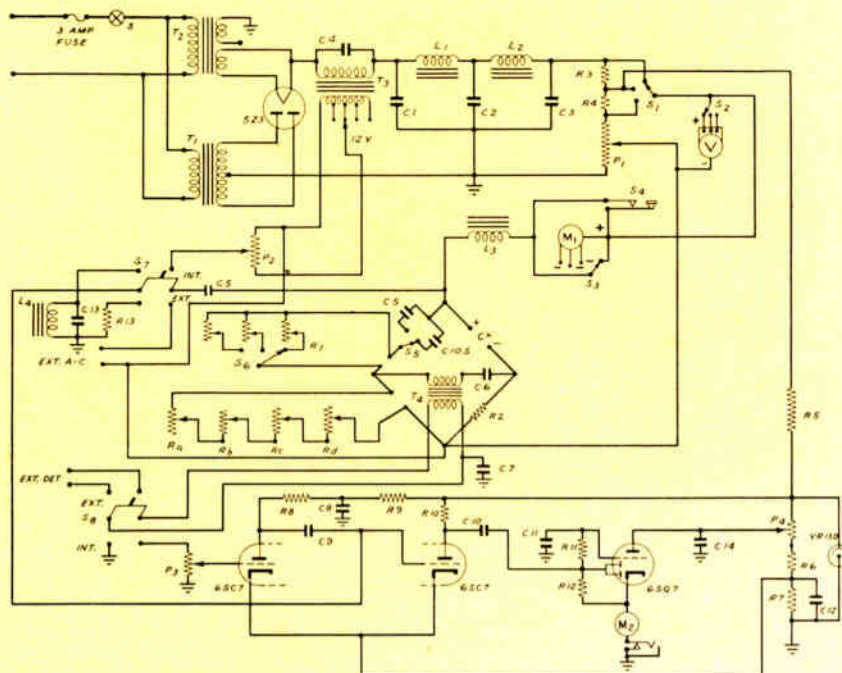 3 AMP
FUSE
S
T2
C4
L1
L2
T3
5Z3
12 V
C1
C2
C3
R3
R4
S1
S2
V
P1
T1
S4
M1
L3
S3
P2
S7
INT.
EXT.
C5
L4
C13
R13
EXT. A-C
C5
S5
C10.5
CX
R1
S6
T4
C6
R2
Ra
Rb
Rc
Rd
R5
C7
EXT. DET
EXT.
S8
INT.
P3
R8
C8
R9
R10
C9
C10
C11
R11
R12
C14
P4
VR150
R6
R7
C12
6SC7
6SC7
6SQ7
M2